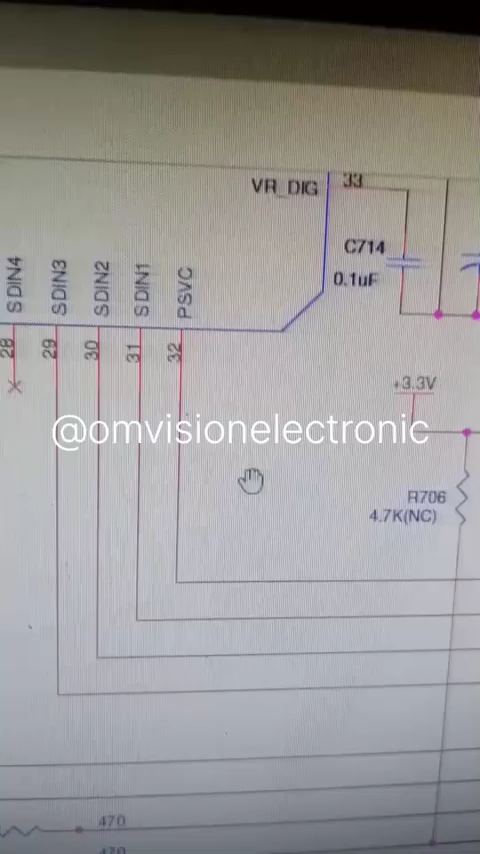 VR_DIG
33
C714
0.1uF
SDIN4
SDIN3
SDIN2
SDIN1
PSVC
28
29
30
31
32
+3.3V
@omvisionelectronic
R706
4.7K(NC)
470
470